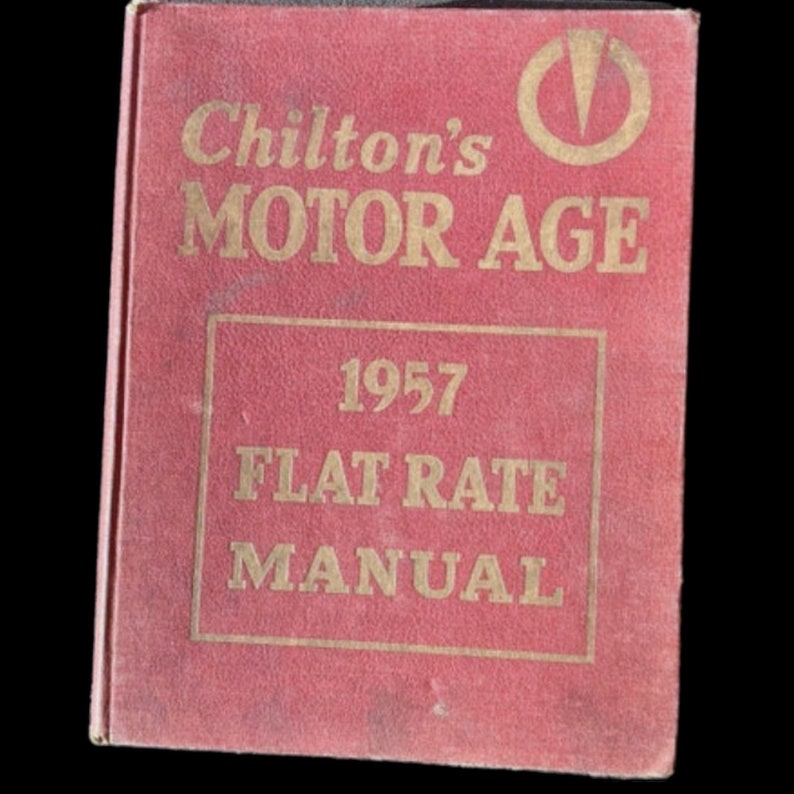 Chilton's
MOTOR AGE
1957
FLAT RATE
MANUAL